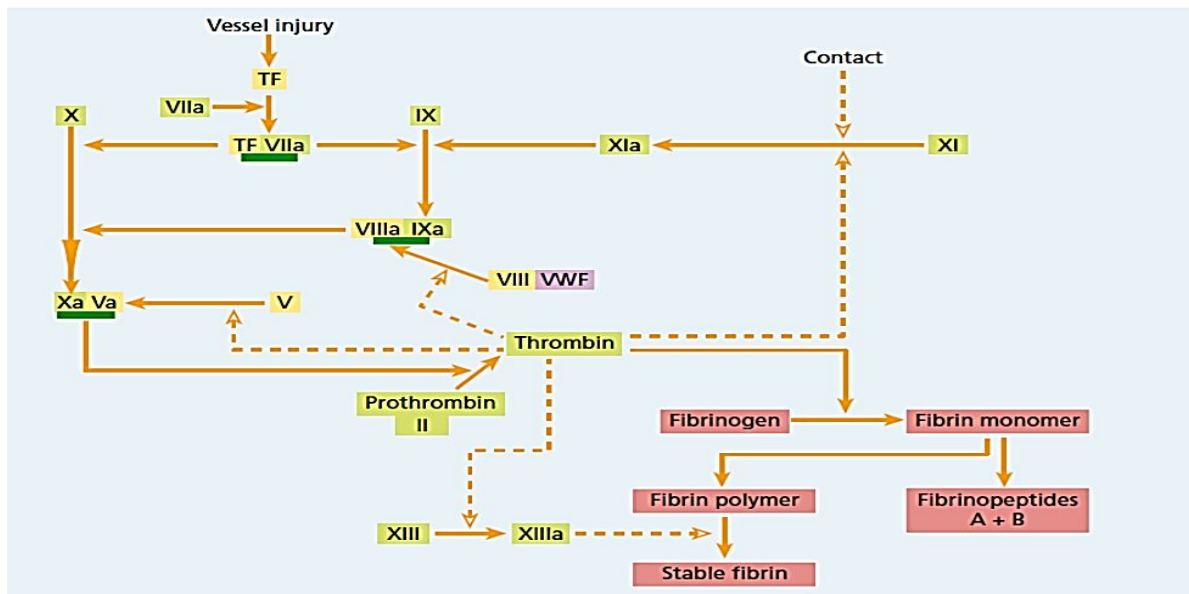 Vessel injury
Contact
TF
VIIa
X
IX
TF VIIa
XIa
XI
VIIIa IXa
VIII VWF
Xa Va
V
Thrombin
Prothrombin
II
Fibrinogen
Fibrin monomer
Fibrin polymer
Fibrinopeptides
A + B
XIII
XIIIa
Stable fibrin